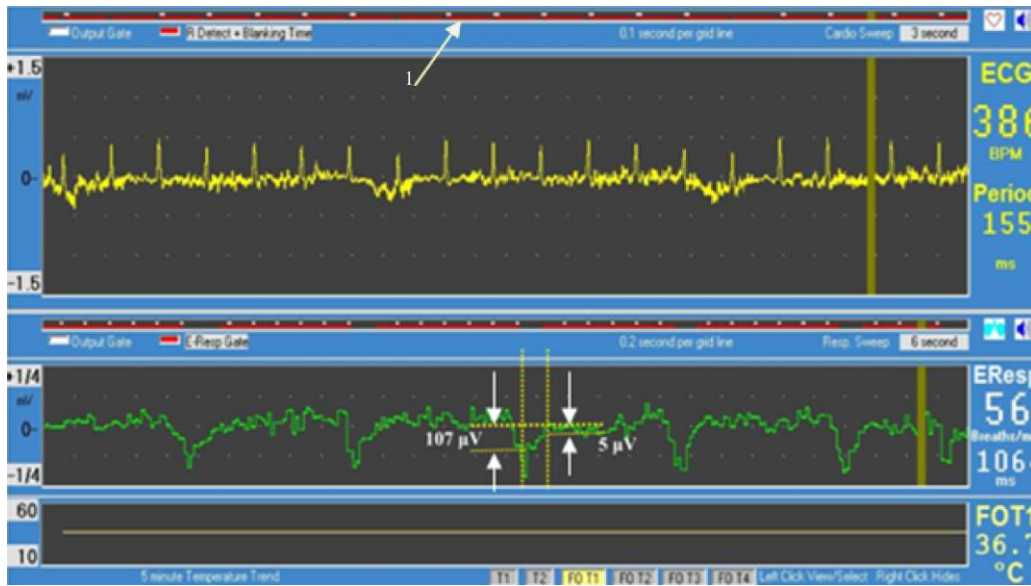 Output Gate R Detect + Blanking Time 0.1 second per grid line Cardio Sweep 3 second
1
+1.5
mV
0-
-1.5
ECG
386
BPM
Period
155
ms
Output Gate E-Resp Gate 0.2 second per grid line Resp. Sweep 6 second
+1/4
mV
0-
-1/4
107 μV
5 μV
EResp
56
Breaths/m
106
ms
60
10
FOT1
36.7
°C
5 minute Temperature Trend T1 T2 FO T1 FO T2 FO T3 FO T4 Left Click View/Select Right Click Hides